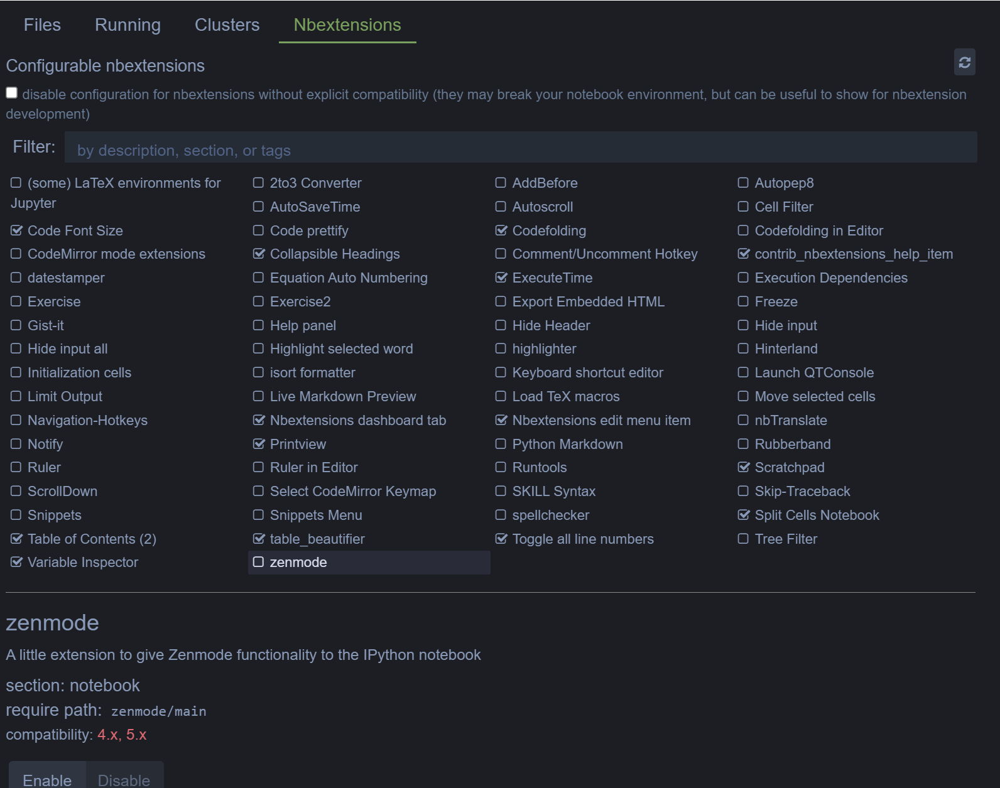 Files Running Clusters Nbextensions
Configurable nbextensions
disable configuration for nbextensions without explicit compatibility (they may break your notebook environment, but can be useful to show for nbextension
development)
Filter: by description, section, or tags
(some) LaTeX environments for 2to3 Converter AddBefore Autopep8
Jupyter
AutoSaveTime Autoscroll Cell Filter
Code Font Size Code prettify Codefolding Codefolding in Editor
CodeMirror mode extensions Collapsible Headings Comment/Uncomment Hotkey contrib_nbextensions_help_item
datestamper Equation Auto Numbering ExecuteTime Execution Dependencies
Exercise Exercise2 Export Embedded HTML Freeze
Gist-it Help panel Hide Header Hide input
Hide input all Highlight selected word highlighter Hinterland
Initialization cells isort formatter Keyboard shortcut editor Launch QTConsole
Limit Output Live Markdown Preview Load TeX macros Move selected cells
Navigation-Hotkeys Nbextensions dashboard tab Nbextensions edit menu item nbTranslate
Notify Printview Python Markdown Rubberband
Ruler Ruler in Editor Runtools Scratchpad
ScrollDown Select CodeMirror Keymap SKILL Syntax Skip-Traceback
Snippets Snippets Menu spellchecker Split Cells Notebook
Table of Contents (2) table_beautifier Toggle all line numbers Tree Filter
Variable Inspector zenmode
zenmode
A little extension to give Zenmode functionality to the IPython notebook
section: notebook
require path: zenmode/main
compatibility: 4.x, 5.x
Enable Disable